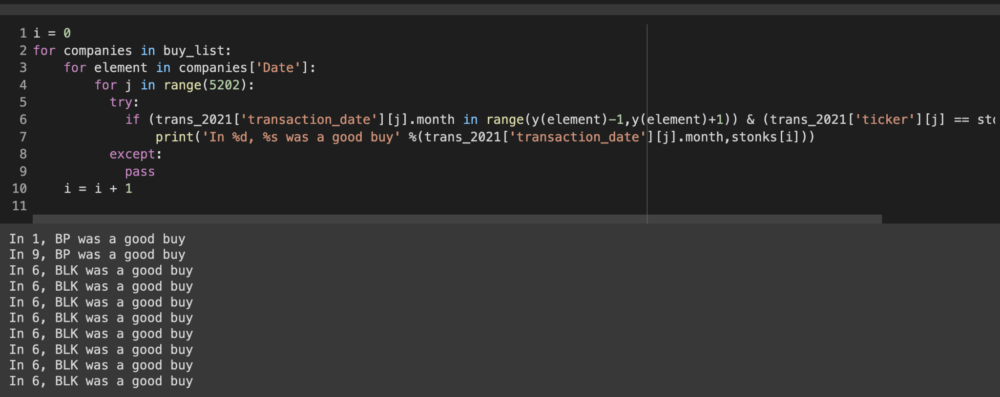 1 i = 0
2 for companies in buy_list:
3     for element in companies['Date']:
4         for j in range(5202):
5           try:
6             if (trans_2021['transaction_date'][j].month in range(y(element)-1,y(element)+1)) & (trans_2021['ticker'][j] ==
7                 print('In %d, %s was a good buy' %(trans_2021['transaction_date'][j].month,stonks[i]))
8           except:
9             pass
10     i = i + 1
11
In 1, BP was a good buy
In 9, BP was a good buy
In 6, BLK was a good buy
In 6, BLK was a good buy
In 6, BLK was a good buy
In 6, BLK was a good buy
In 6, BLK was a good buy
In 6, BLK was a good buy
In 6, BLK was a good buy
In 6, BLK was a good buy